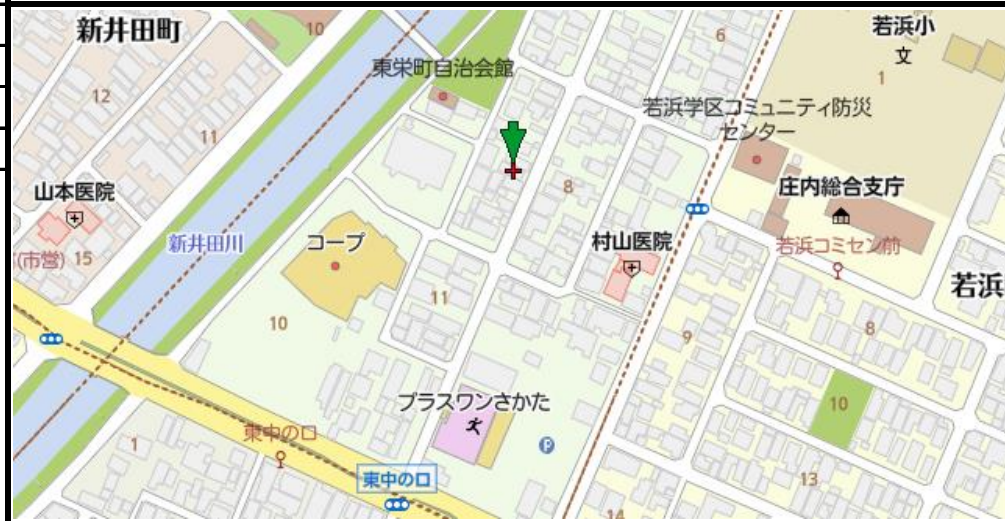 新井田町
10
若浜小
文
6
1
東栄町自治会館
12
若浜学区コミュニティ防災
センター
11
8
山本医院
庄内総合支庁
新井田川
コープ
村山医院
若浜コミセン前
(市営)
15
若浜
11
10
9
8
プラスワンさかた
10
P
1
東中の口
東中の口
13
14